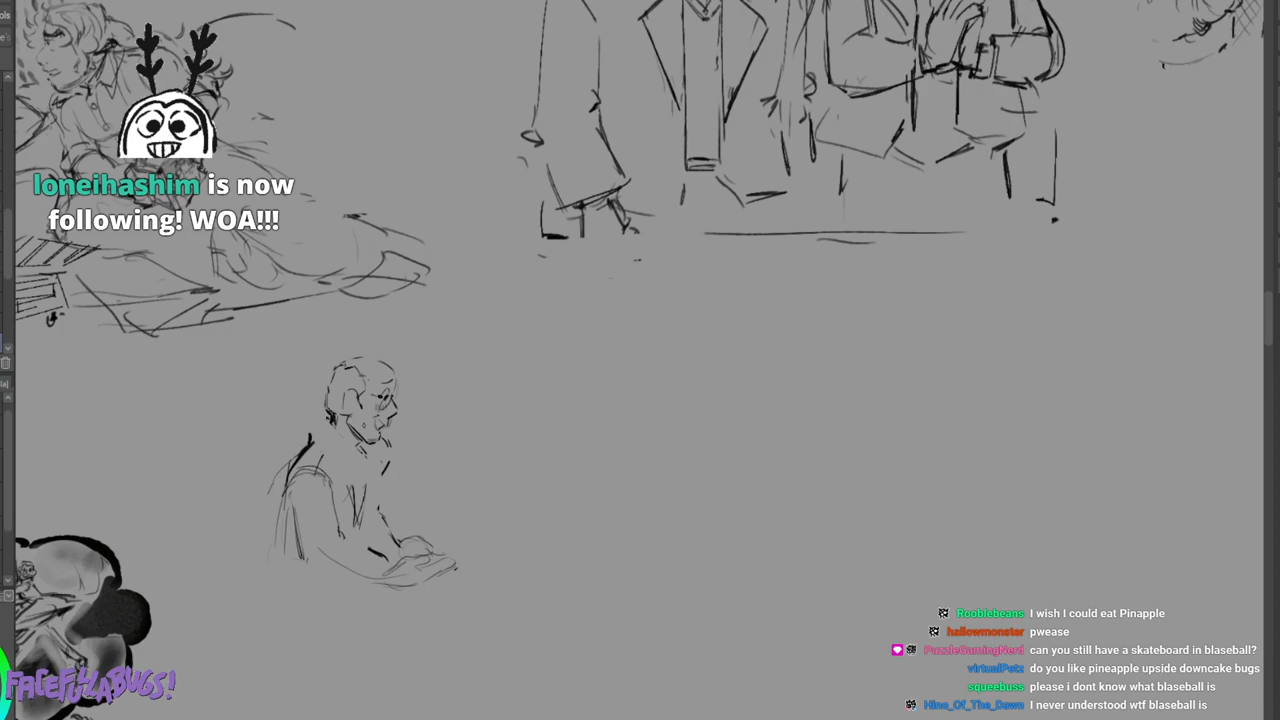 loneihashim is now
following! WOA!!!
Rooblebeans I wish I could eat Pinapple
hallowmonster pwease
PuzzleGamingNerd can you still have a skateboard in blaseball?
virtualPetz do you like pineapple upside downcake bugs
squeebuss please i dont know what blaseball is
Hino_Of_The_Dawn I never understood wtf blaseball is
FACEFULLABUGS!